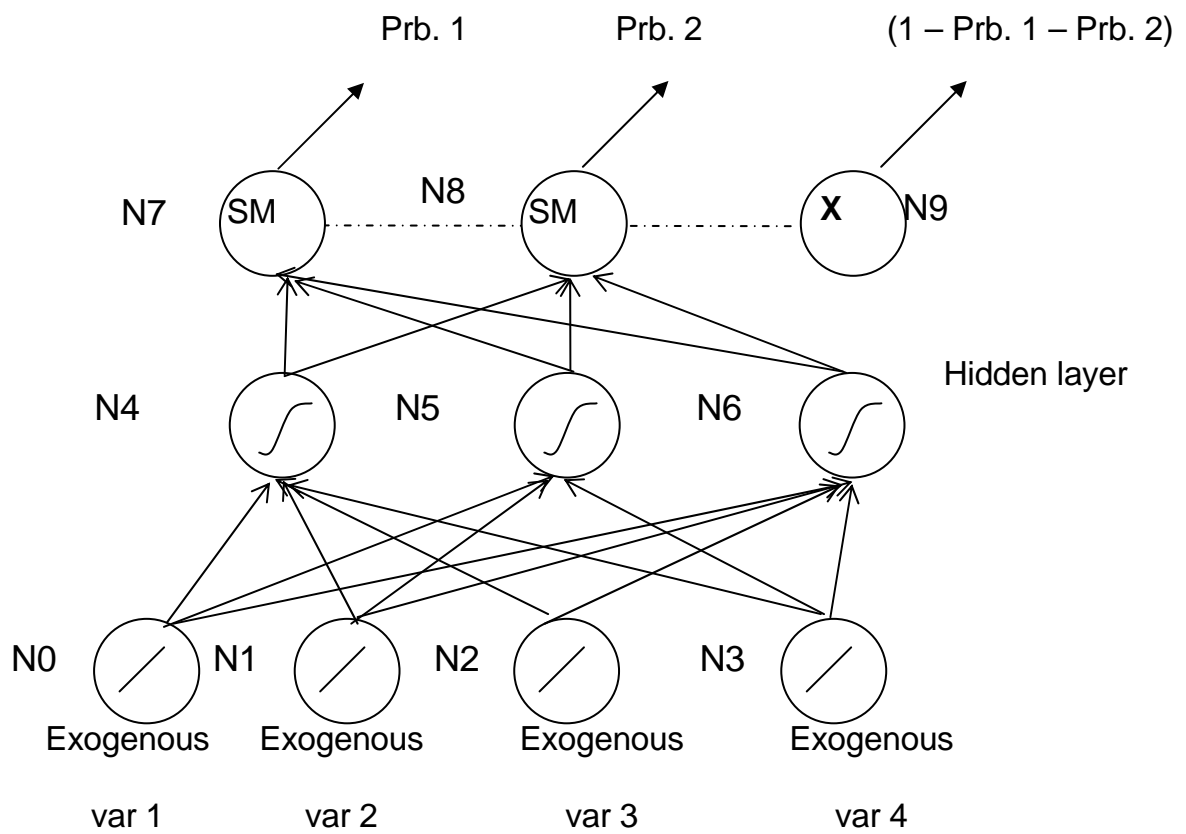 Prb. 1 Prb. 2 (1 – Prb. 1 – Prb. 2)
N7 SM N8 SM X N9
Hidden layer
N4 N5 N6
N0 N1 N2 N3
Exogenous Exogenous Exogenous Exogenous
var 1 var 2 var 3 var 4